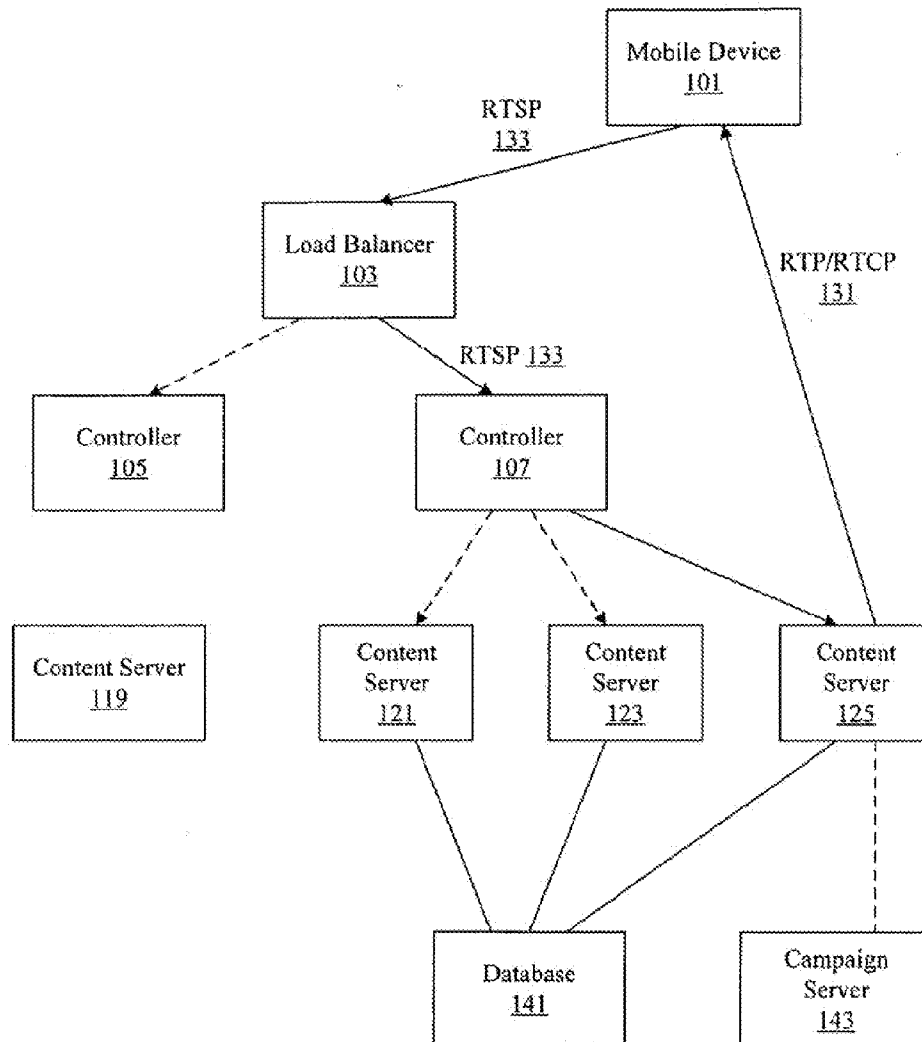 Mobile Device
101
RTSP
133
Load Balancer
103
RTP/RTCP
131
RTSP 133
Controller
105
Controller
107
Content Server
119
Content
Server
121
Content
Server
123
Content
Server
125
Database
141
Campaign
Server
143